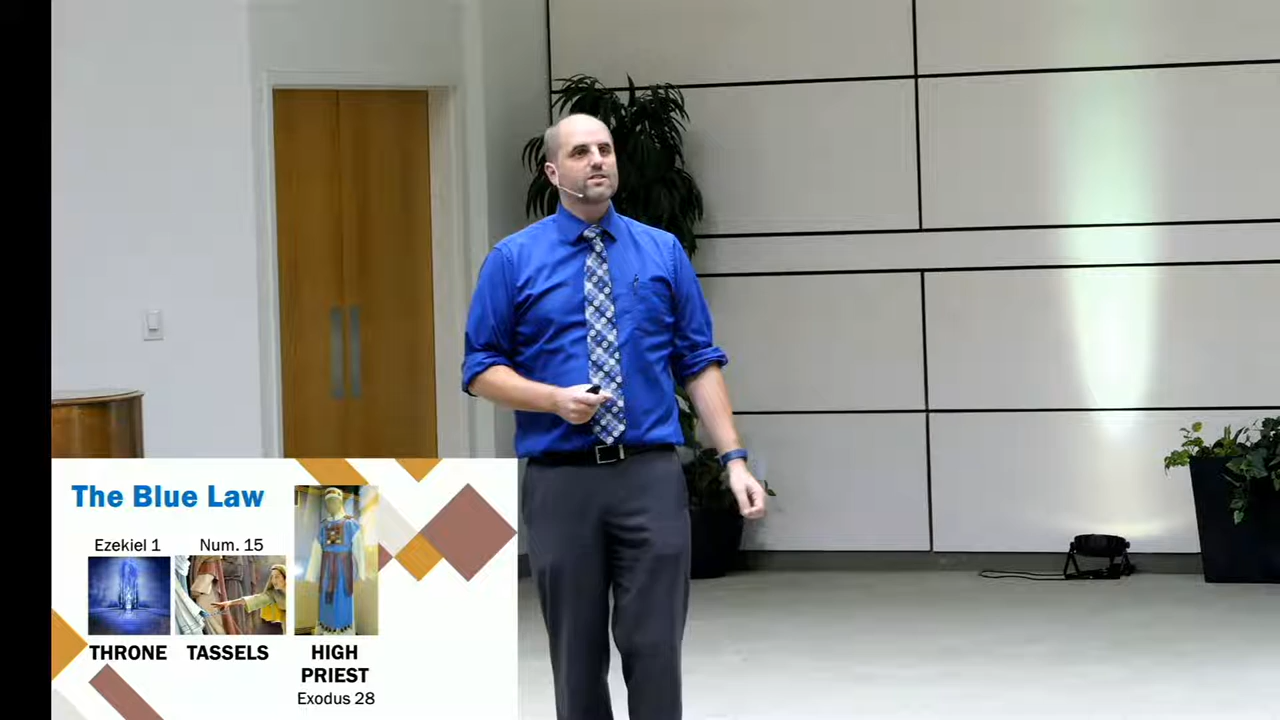 The Blue Law
Ezekiel 1
Num. 15
THRONE
TASSELS
HIGH
PRIEST
Exodus 28